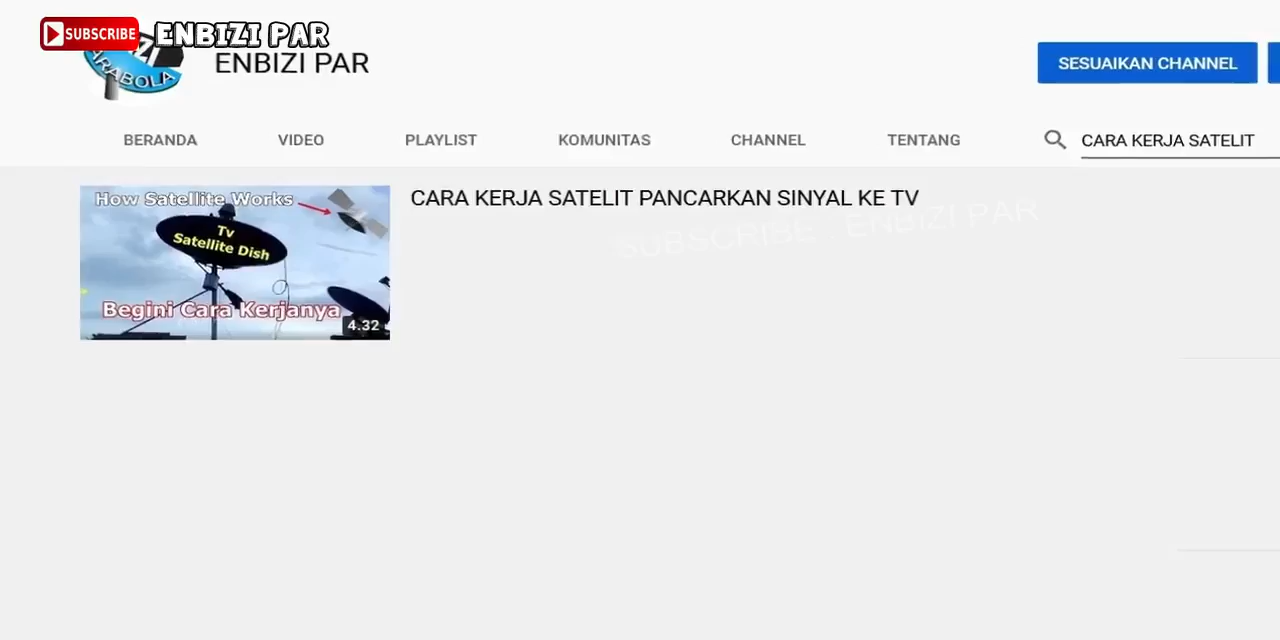 SUBSCRIBE ENBIZI PAR
ARABOLA
ENBIZI PAR
SESUAIKAN CHANNEL
BERANDA VIDEO PLAYLIST KOMUNITAS CHANNEL TENTANG CARA KERJA SATELIT
How Satellite Works
Tv
Satellite Dish
Begini Cara Kerjanya
4.32
CARA KERJA SATELIT PANCARKAN SINYAL KE TV
SUBSCRIBE ENBIZI PAR